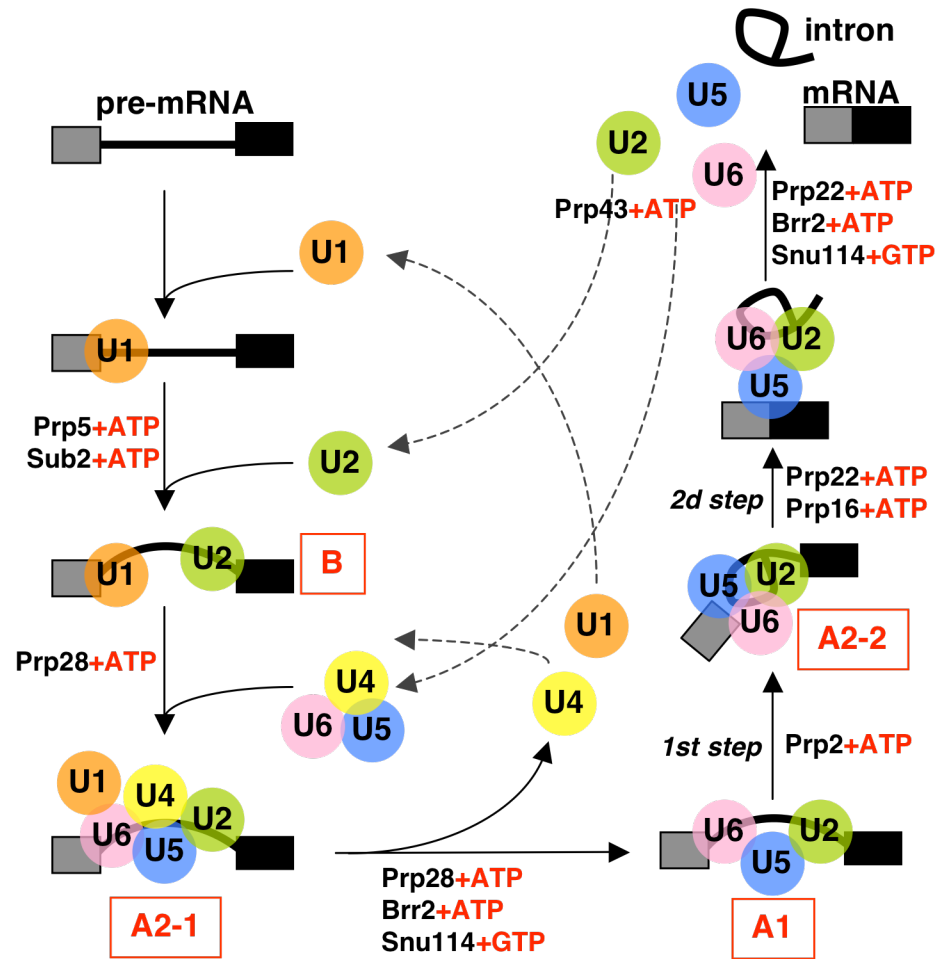 intron
pre-mRNA
U5
mRNA
U2
U6
Prp43+ATP
Prp22+ATP
Brr2+ATP
Snu114+GTP
U1
U1
Prp5+ATP
Sub2+ATP
U2
U6
U2
U5
2d step
Prp22+ATP
Prp16+ATP
U1
U2
B
U5
U2
U6
A2-2
Prp28+ATP
U1
U4
U6
U5
U4
1st step
Prp2+ATP
U1
U4
U6
U2
U5
A2-1
Prp28+ATP
Brr2+ATP
Snu114+GTP
U6
U2
U5
A1